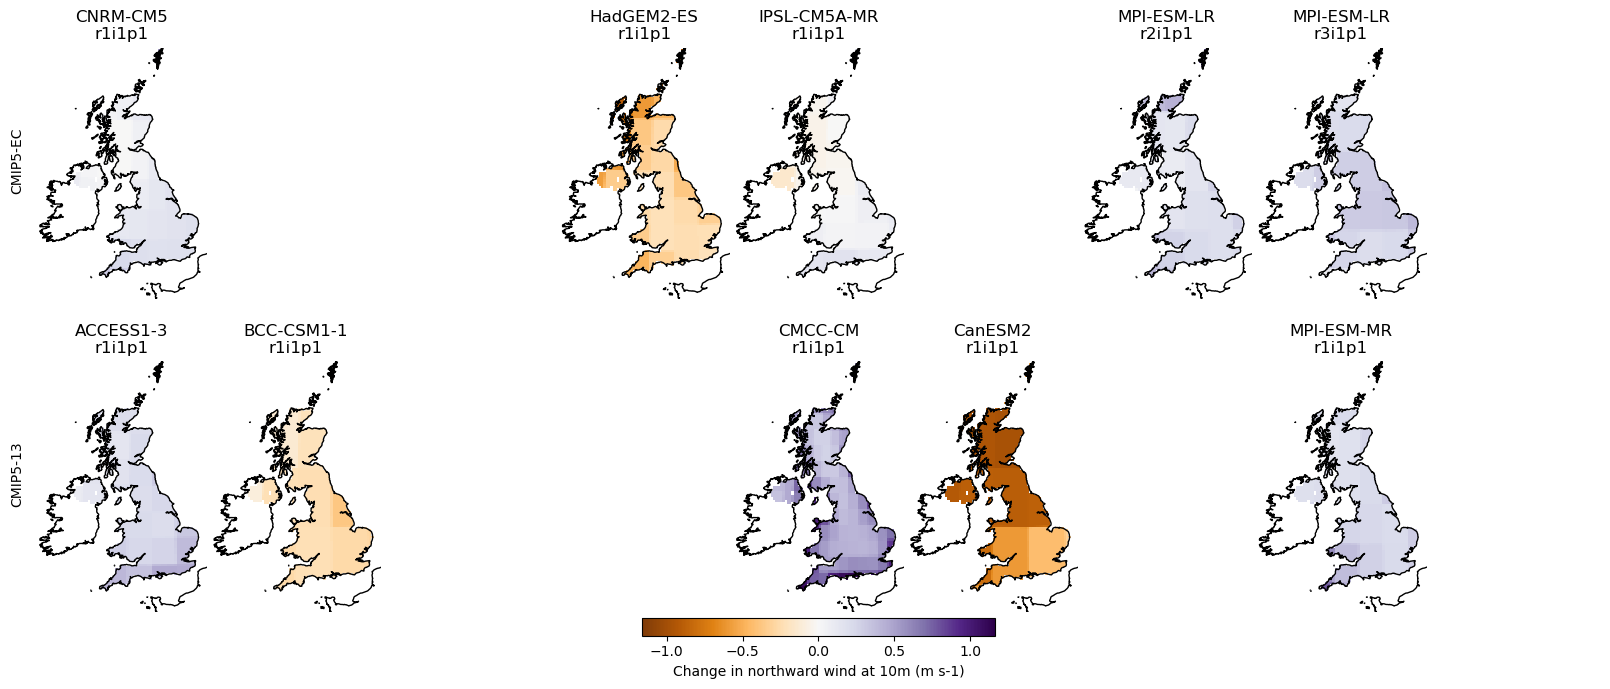 CNRM-CM5
r1i1p1
HadGEM2-ES
r1i1p1
IPSL-CM5A-MR
r1i1p1
MPI-ESM-LR
r2i1p1
MPI-ESM-LR
r3i1p1
CMIP5-EC
ACCESS1-3
r1i1p1
BCC-CSM1-1
r1i1p1
CMCC-CM
r1i1p1
CanESM2
r1i1p1
MPI-ESM-MR
r1i1p1
CMIP5-13
−1.0 −0.5 0.0 0.5 1.0
Change in northward wind at 10m (m s-1)